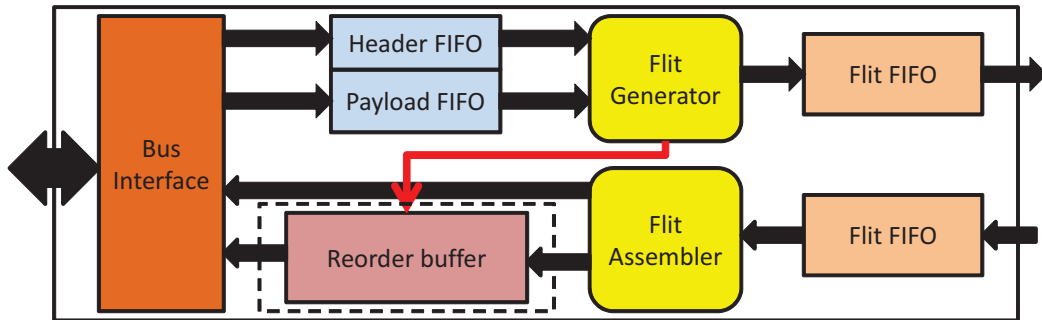 Header FIFO
Payload FIFO
Flit
Generator
Flit FIFO
Bus
Interface
Reorder buffer
Flit
Assembler
Flit FIFO